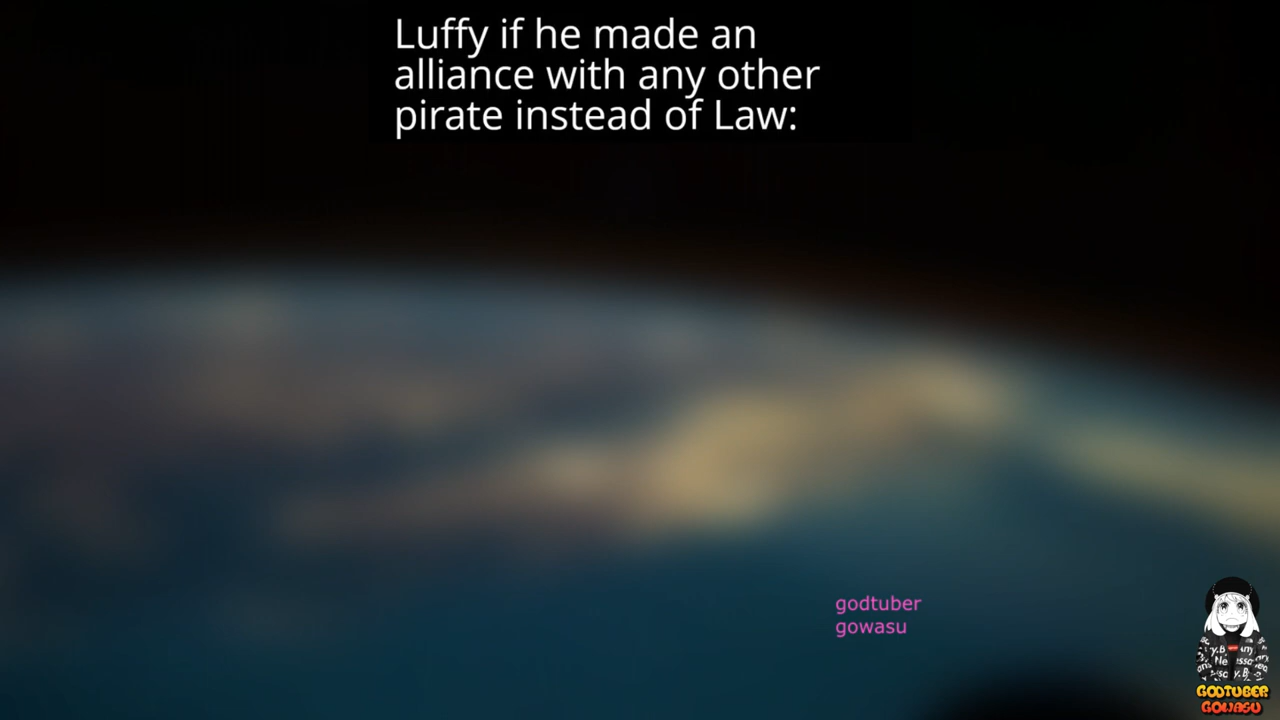 Luffy if he made an
alliance with any other
pirate instead of Law:
godtuber
gowasu
GODTUBER
GOWASU